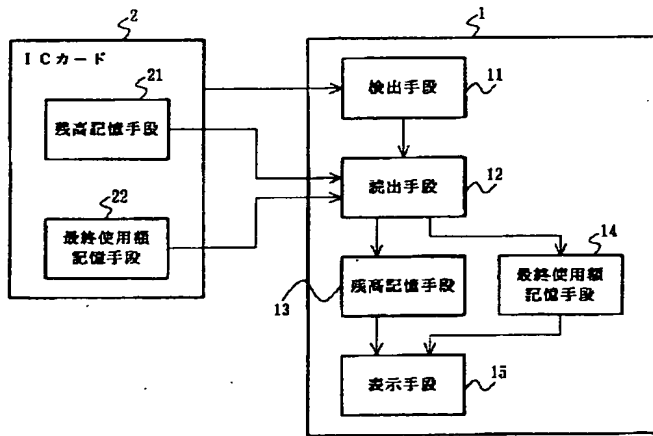 2
1
ICカード
21
残高記憶手段
22
最終使用額
記憶手段
検出手段
11
読出手段
12
13
残高記憶手段
14
最終使用額
記憶手段
表示手段
15